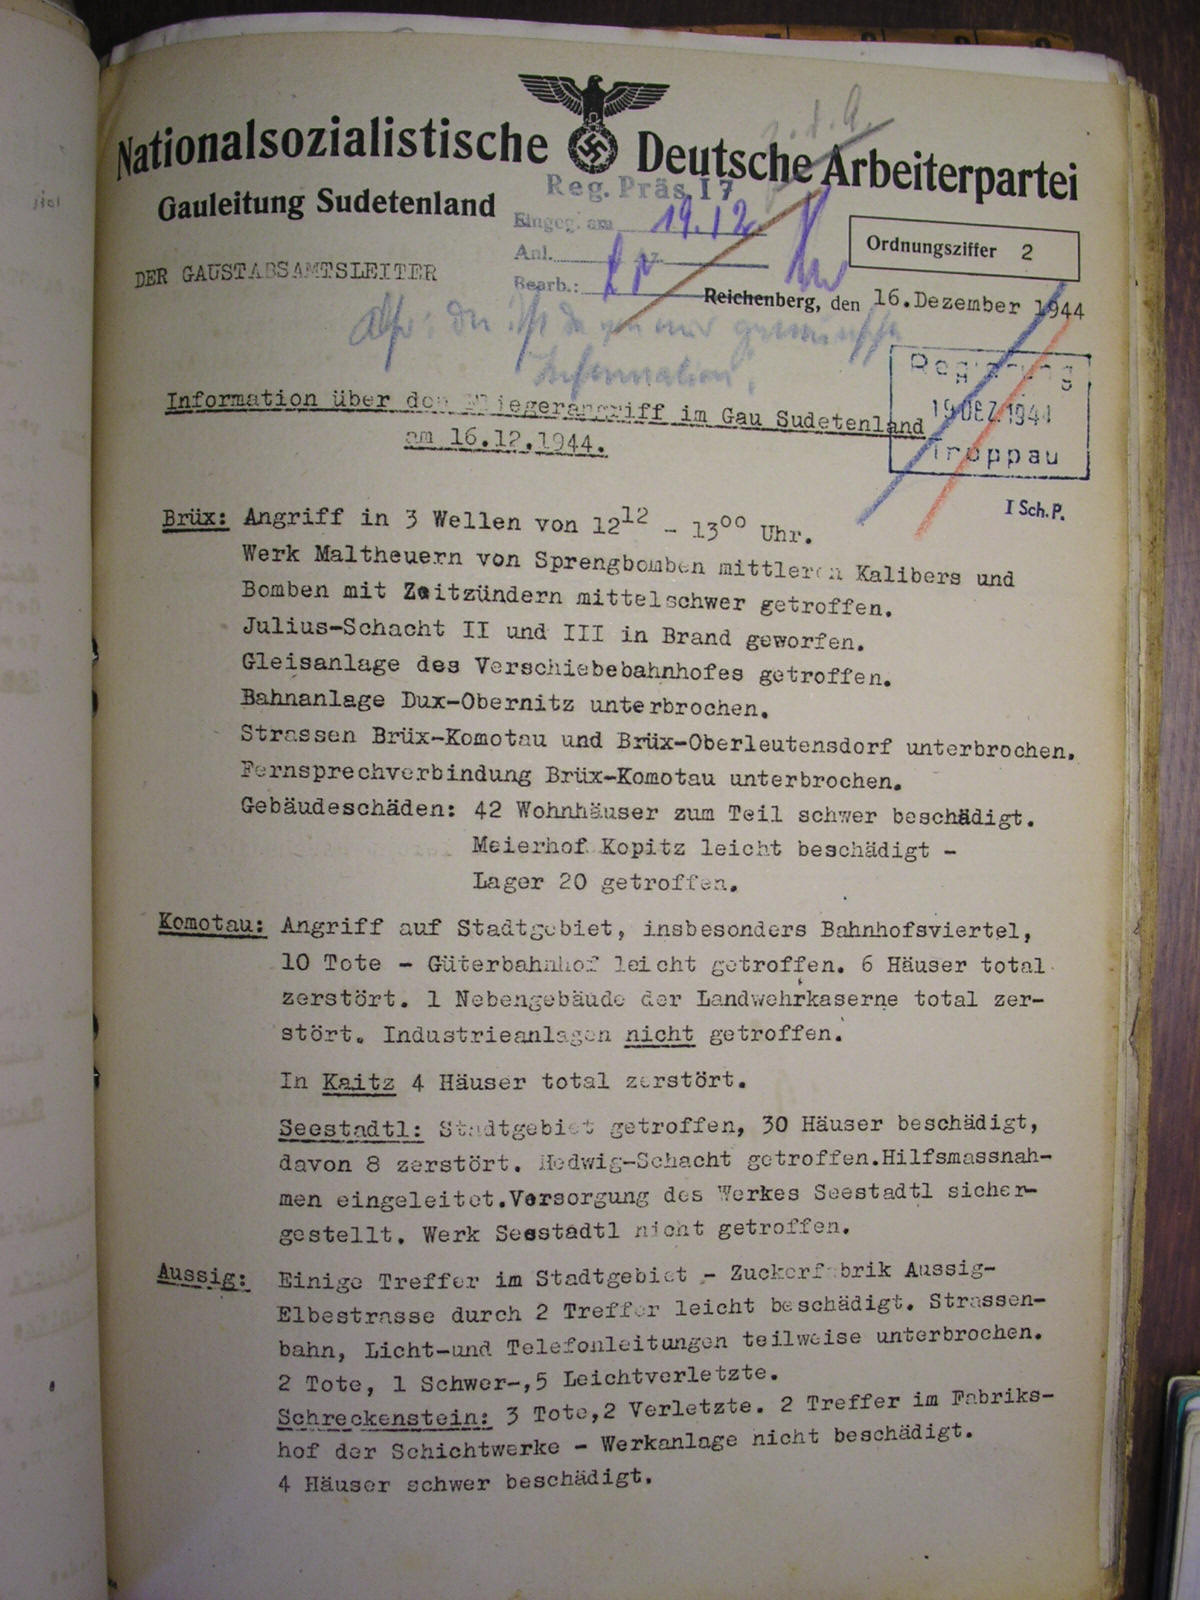 z.d.A.
Nationalsozialistische Deutsche Arbeiterpartei
Gauleitung Sudetenland
Reg. Präs. I 7
Eingeg. am 19.12.
Anl.
Bearb.:
Ordnungsziffer 2
DER GAUSTABSAMTSLEITER
Reichenberg, den 16.Dezember 1944
Information
Regierung
19 DEZ. 1944
Troppau
I Sch.P.
Information über den Fliegerangriff im Gau Sudetenland
am 16.12.1944.
Brüx: Angriff in 3 Wellen von 12¹² - 13⁰⁰ Uhr.
Werk Maltheuern von Sprengbomben mittleren Kalibers und
Bomben mit Zeitzündern mittelschwer getroffen.
Julius-Schacht II und III in Brand geworfen.
Gleisanlage des Verschiebebahnhofes getroffen.
Bahnanlage Dux-Obernitz unterbrochen.
Strassen Brüx-Komotau und Brüx-Oberleutensdorf unterbrochen.
Fernsprechverbindung Brüx-Komotau unterbrochen.
Gebäudeschäden: 42 Wohnhäuser zum Teil schwer beschädigt.
Meierhof Kopitz leicht beschädigt -
Lager 20 getroffen.
Komotau: Angriff auf Stadtgebiet, insbesonders Bahnhofsviertel,
10 Tote - Güterbahnhof leicht getroffen. 6 Häuser total
zerstört. 1 Nebengebäude der Landwehrkaserne total zer-
stört. Industrieanlagen nicht getroffen.
In Kaitz 4 Häuser total zerstört.
Seestadtl: Stadtgebiet getroffen, 30 Häuser beschädigt,
davon 8 zerstört. Hedwig-Schacht getroffen.Hilfsmassnah-
men eingeleitet.Versorgung des Werkes Seestadtl sicher-
gestellt. Werk Seestadtl nicht getroffen.
Aussig: Einige Treffer im Stadtgebiet - Zuckerfabrik Aussig-
Elbestrasse durch 2 Treffer leicht beschädigt. Strassen-
bahn, Licht-und Telefonleitungen teilweise unterbrochen.
2 Tote, 1 Schwer-,5 Leichtverletzte.
Schreckenstein: 3 Tote,2 Verletzte. 2 Treffer im Fabriks-
hof der Schichtwerke - Werkanlage nicht beschädigt.
4 Häuser schwer beschädigt.